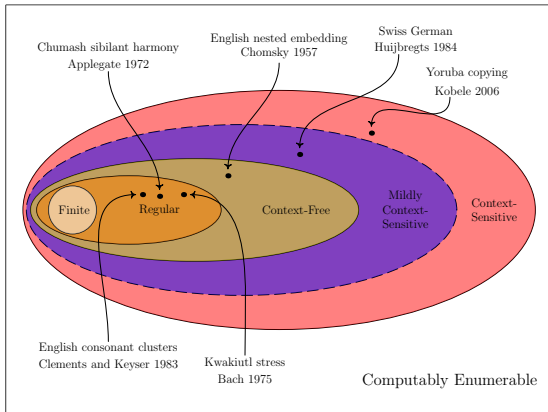 Swiss German
Huijbregts 1984
English nested embedding
Chomsky 1957
Chumash sibilant harmony
Applegate 1972
Yoruba copying
Kobele 2006
Finite
Regular
Context-Free
Mildly
Context-
Sensitive
Context-
Sensitive
English consonant clusters
Clements and Keyser 1983
Kwakiutl stress
Bach 1975
Computably Enumerable